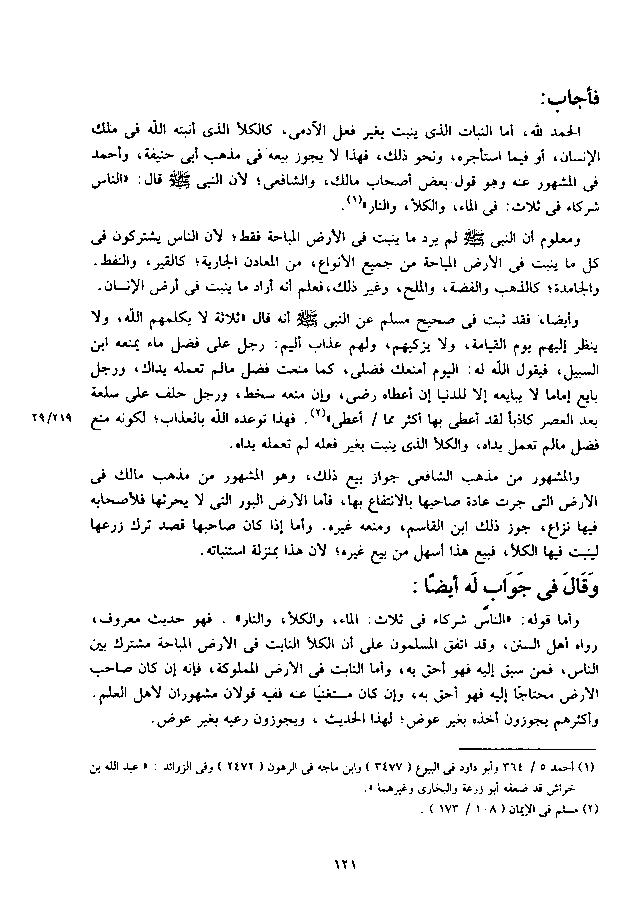 فأجاب:
الحمد لله، أما النبات الذى ينبت بغير فعل الآدمى، كالكلأ الذى أنبته الله فى ملك
الإنسان، أو فيما استأجره، ونحو ذلك، فهذا لا يجوز بيعه فى مذهب أبى حنيفة، وأحمد
فى المشهور عنه وهو قول بعض أصحاب مالك، والشافعى؛ لأن النبى ﷺ قال: «الناس
شركاء فى ثلاث: فى الماء، والكلأ، والنار»(١).
ومعلوم أن النبى ﷺ لم يرد ما ينبت فى الأرض المباحة فقط؛ لأن الناس يشتركون فى
كل ما ينبت فى الأرض المباحة من جميع الأنواع، من المعادن الجارية؛ كالقير، والنفط.
والجامدة؛ كالذهب والفضة، والملح، وغير ذلك، فعلم أنه أراد ما ينبت فى أرض الإنسان.
وأيضا، فقد ثبت فى صحيح مسلم عن النبى ﷺ أنه قال «ثلاثة لا يكلمهم الله، ولا
ينظر إليهم يوم القيامة، ولا يزكيهم، ولهم عذاب أليم: رجل على فضل ماء يمنعه ابن
السبيل، فيقول الله له: اليوم أمنعك فضلى، كما منعت فضل مالم تعمله يداك، ورجل
بايع إماما لا يبايعه إلا للدنيا إن أعطاه رضى، وإن منعه سخط، ورجل حلف على سلعة
بعد العصر كاذبًا لقد أعطى بها أكثر مما / أعطى»(٢). فهذا توعده الله بالعذاب؛ لكونه منع
٢٩/٢١٩
فضل مالم تعمل يداه، والكلأ الذى ينبت بغير فعله لم تعمله يداه.
والمشهور من مذهب الشافعى جواز بيع ذلك، وهو المشهور من مذهب مالك فى
الأرض التى جرت عادة صاحبها بالانتفاع بها، فأما الأرض البور التى لا يحرثها فلأصحابه
فيها نزاع، جوز ذلك ابن القاسم، ومنعه غيره. وأما إذا كان صاحبها قصد ترك زرعها
لينبت فيها الكلأ، فبيع هذا أسهل من بيع غيره؛ لأن هذا بمنزلة استنباته.
وَقَالَ فى جَوَاب لَه أيضًا :
وأما قوله: «الناسُ شركاء فى ثلاث: الماء، والكلأ، والنار» . فهو حديث معروف،
رواه أهل السنن، وقد اتفق المسلمون على أن الكلأ النابت فى الأرض المباحة مشترك بين
الناس، فمن سبق إليه فهو أحق به، وأما النابت فى الأرض المملوكة، فإنه إن كان صاحب
الأرض محتاجًا إليه فهو أحق به، وإن كان مستغنيًا عنه ففيه قولان مشهوران لأهل العلم.
وأكثرهم يجوزون أخذه بغير عوض؛ لهذا الحديث ، ويجوزون رعيه بغير عوض.
(١) أحمد ٥ / ٣٦٤ وأبو داود فى البيوع ( ٣٤٧٧ ) وابن ماجه فى الرهون ( ٢٤٧٢ ) وفى الزوائد : « عبد الله بن
خراش قد ضعفه أبو زرعة والبخارى وغيرهما ».
(٢) مسلم فى الإيمان ( ١٠٨ / ١٧٣ ) .
١٢١